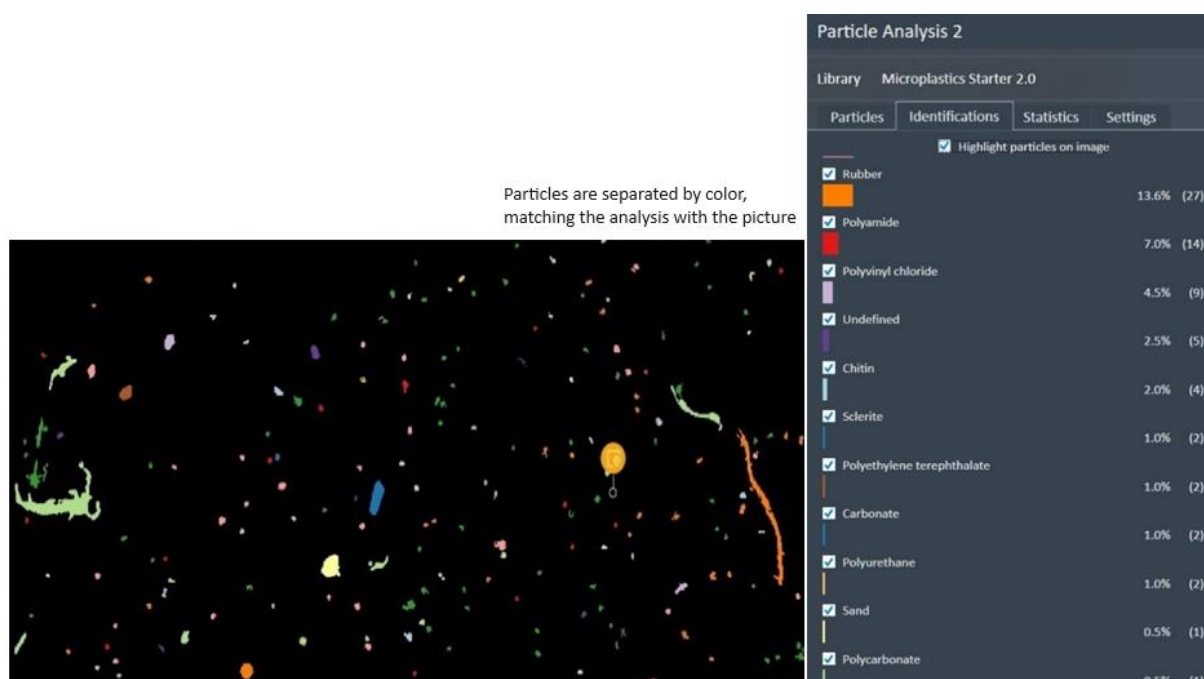 Particle Analysis 2
Library Microplastics Starter 2.0
Particles Identifications Statistics Settings
Highlight particles on image
Rubber
13.6% (27)
Polyamide
7.0% (14)
Polyvinyl chloride
4.5% (9)
Undefined
2.5% (5)
Chitin
2.0% (4)
Sclerite
1.0% (2)
Polyethylene terephthalate
1.0% (2)
Carbonate
1.0% (2)
Polyurethane
1.0% (2)
Sand
0.5% (1)
Polycarbonate
Particles are separated by color,
matching the analysis with the picture